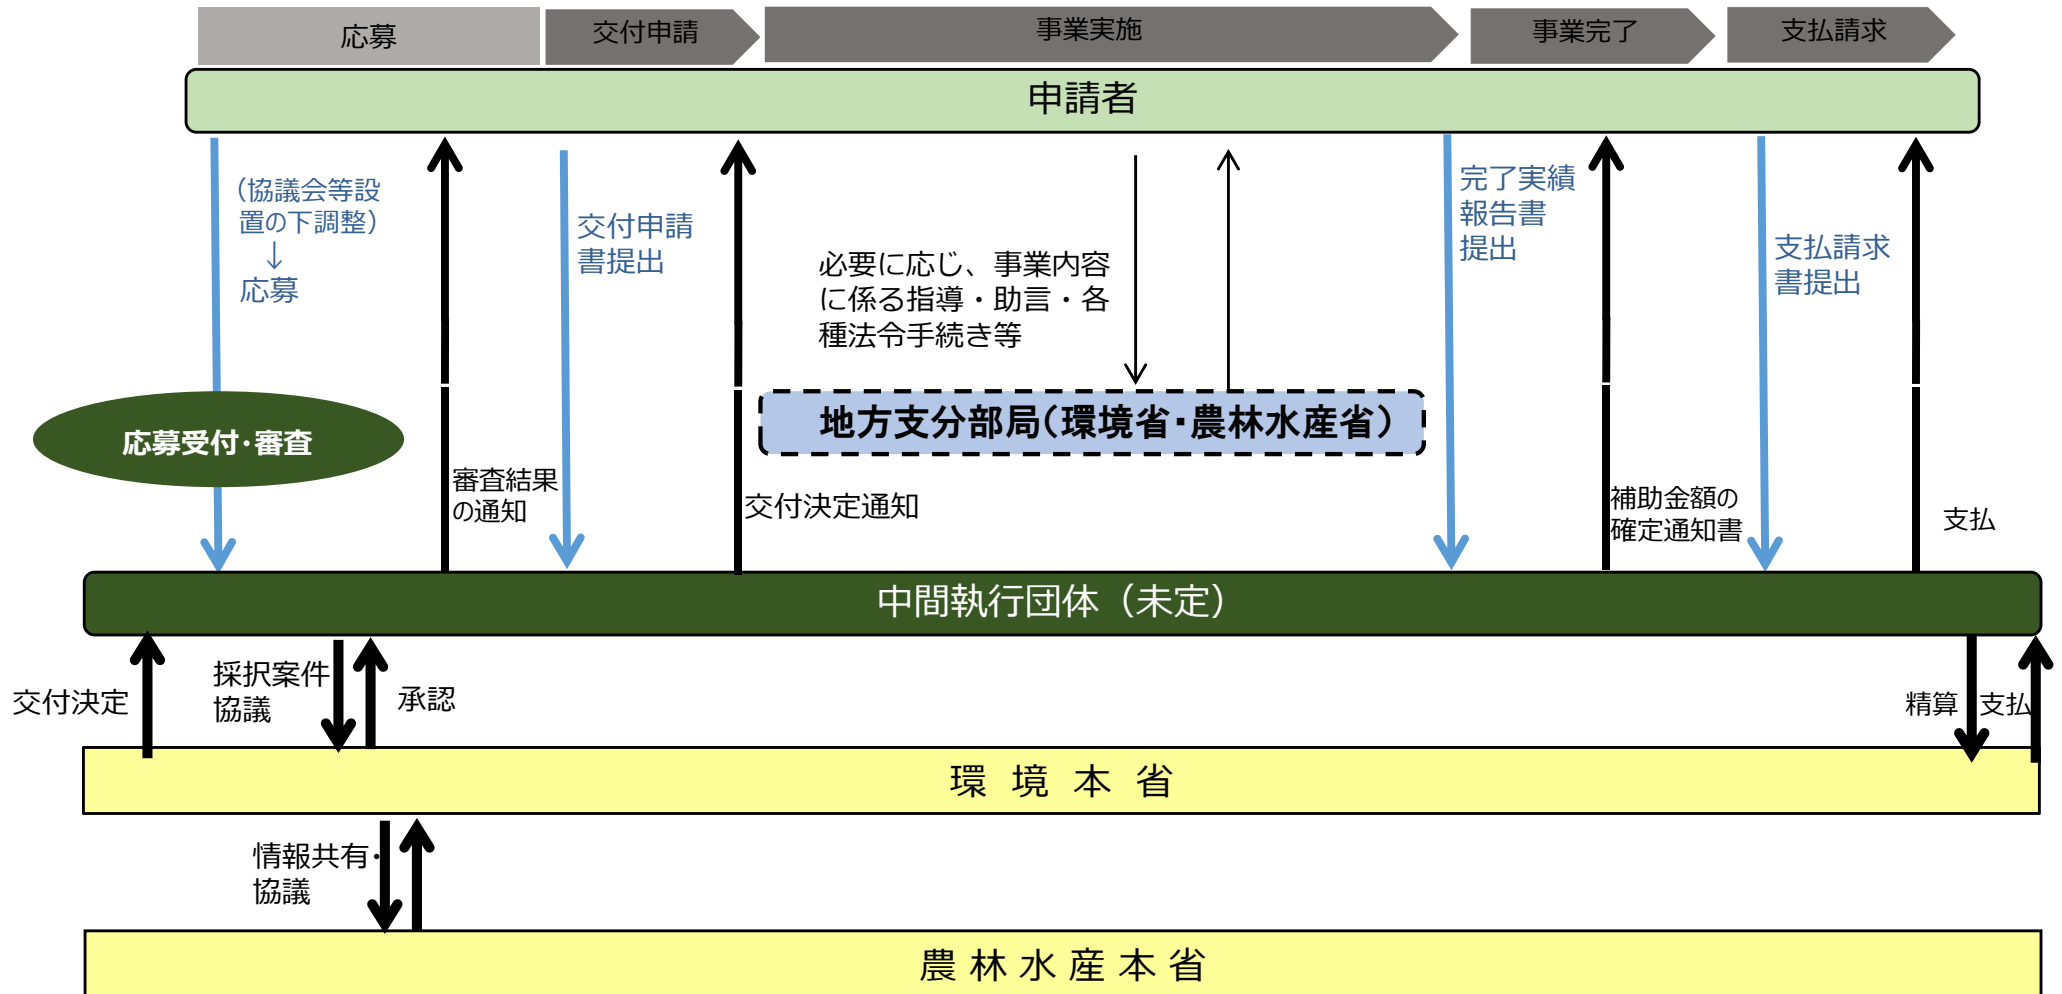 応募
交付申請
事業実施
事業完了
支払請求
申請者
（協議会等設
置の下調整）
↓
応募
交付申請
書提出
必要に応じ、事業内容
に係る指導・助言・各
種法令手続き等
完了実績
報告書
提出
支払請求
書提出
地方支分部局（環境省・農林水産省）
応募受付・審査
審査結果
の通知
交付決定通知
補助金額の
確定通知書
支払
中間執行団体（未定）
交付決定
採択案件
協議
承認
精算
支払
環 境 本 省
情報共有・
協議
農 林 水 産 本 省